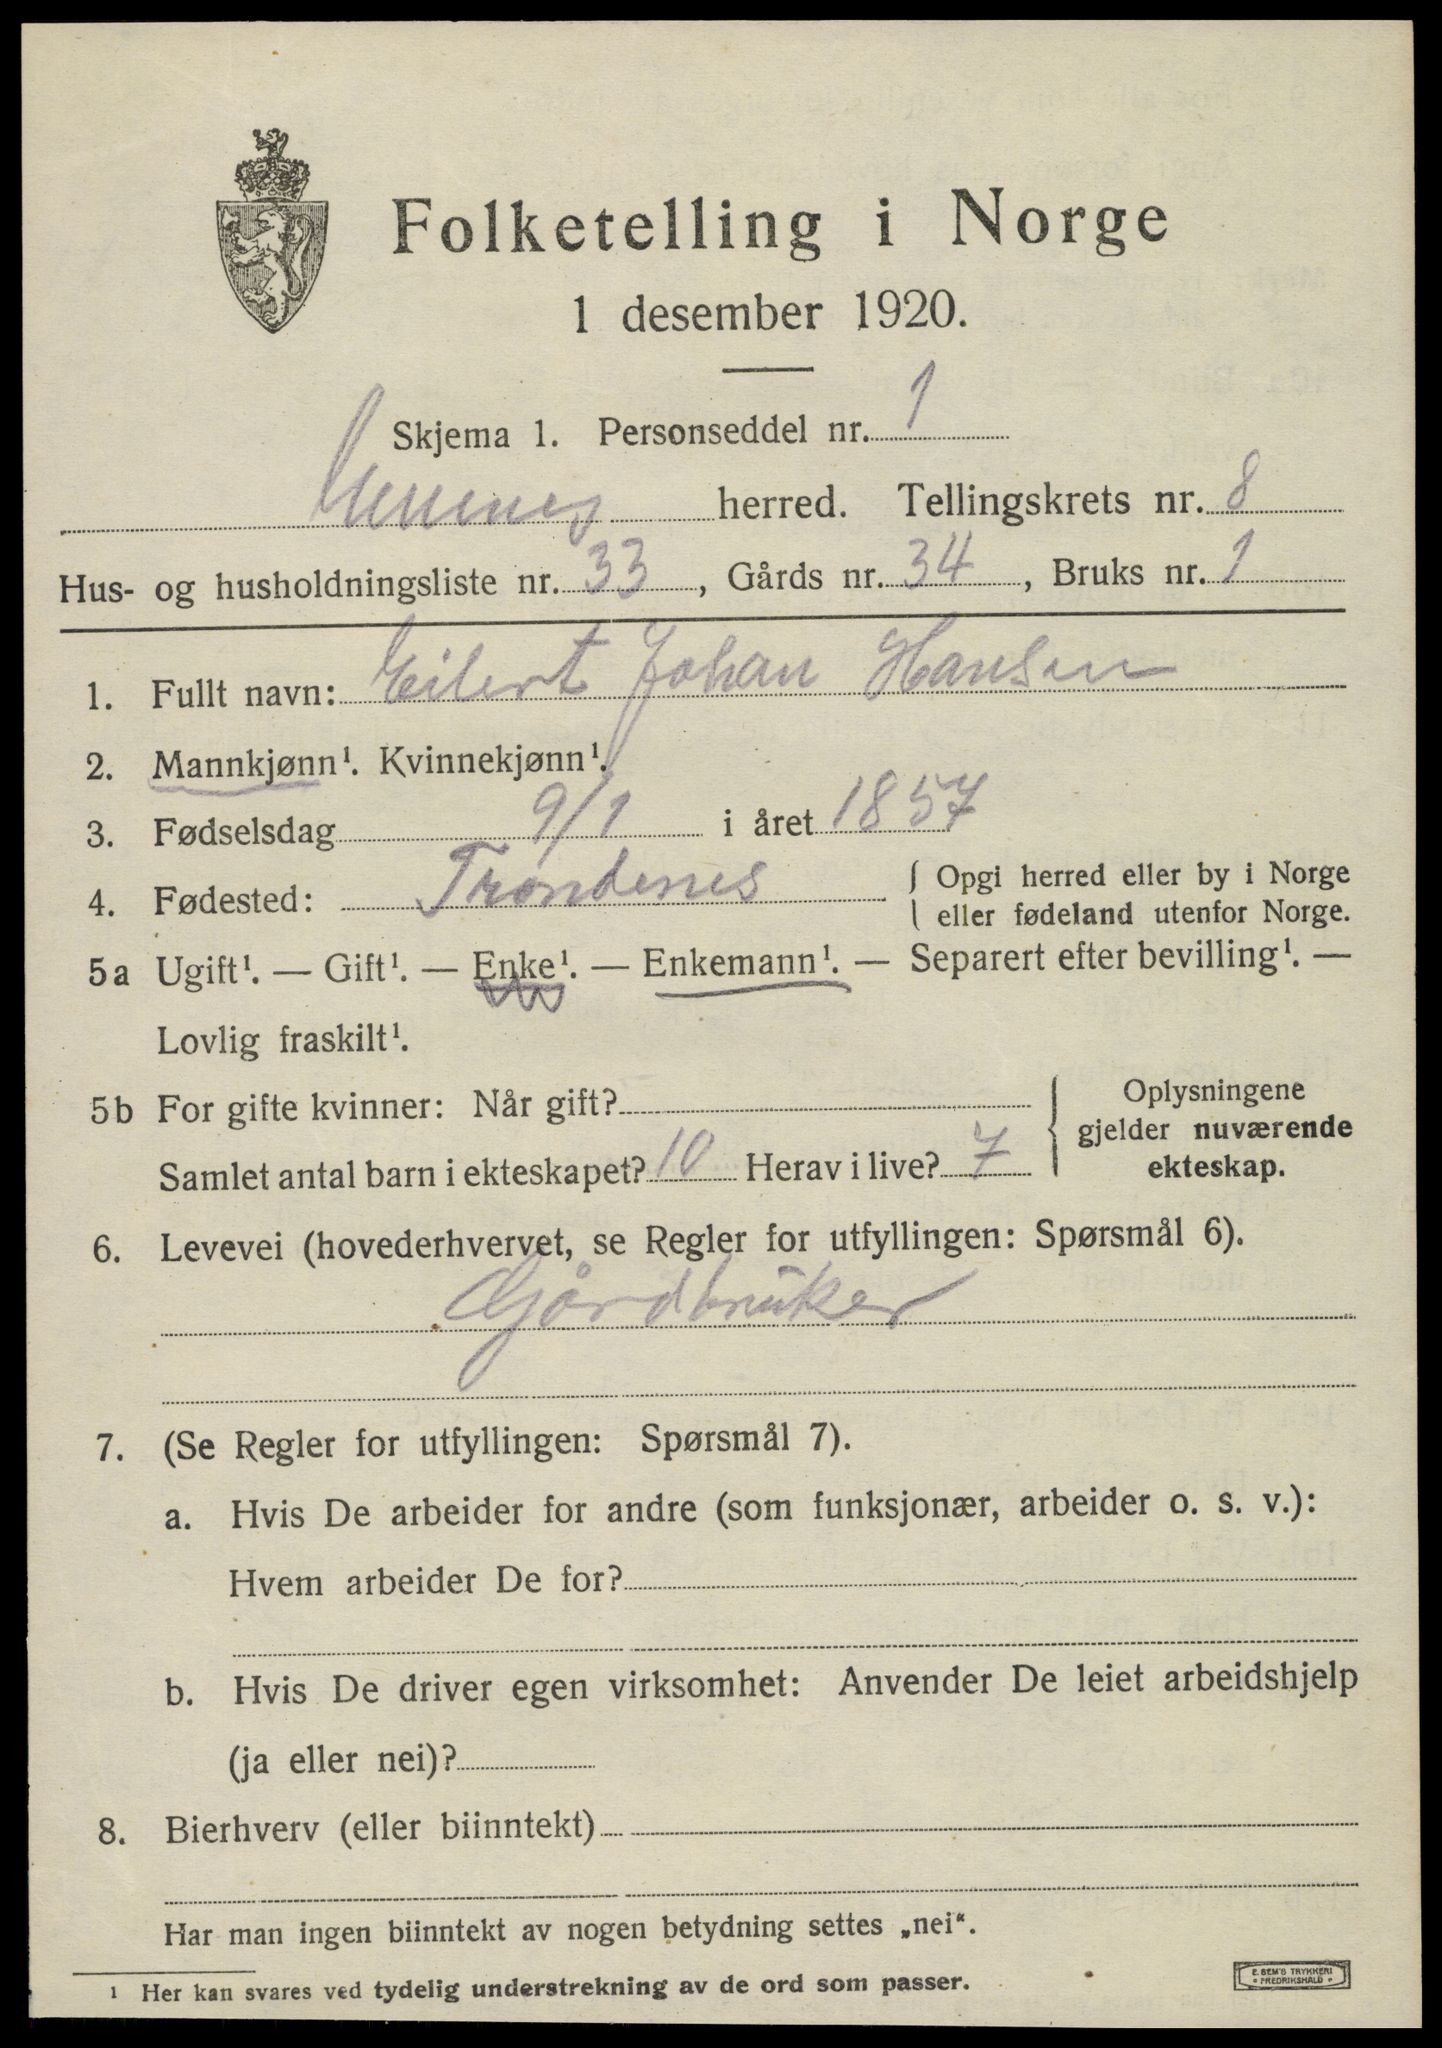 Folketelling i Norge
1 desember 1920.
Skjema 1. Personseddel nr. 1
herred. Tellingskrets nr. 8
Hus- og husholdningsliste nr. 33, Gårds nr. 34, Bruks nr. 1
1. Fullt navn: Eilert Johan Hansen
2. Mannkjønn¹. Kvinnekjønn¹.
3. Fødselsdag 9/1 i året 1857
4. Fødested: Trondenes { Opgi herred eller by i Norge
eller fødeland utenfor Norge.
5a Ugift¹. — Gift¹. — Enke¹. — Enkemann¹. — Separert efter bevilling¹. —
Lovlig fraskilt¹.
5b For gifte kvinner: Når gift?
Samlet antal barn i ekteskapet? 10 Herav i live? 7
{ Oplysningene
gjelder nuværende
ekteskap.
6. Levevei (hovederhvervet, se Regler for utfyllingen: Spørsmål 6).
Gårdbruker
7. (Se Regler for utfyllingen: Spørsmål 7).
a. Hvis De arbeider for andre (som funksjonær, arbeider o. s. v.):
Hvem arbeider De for?
b. Hvis De driver egen virksomhet: Anvender De leiet arbeidshjelp
(ja eller nei)?
8. Bierhverv (eller biinntekt)
Har man ingen biinntekt av nogen betydning settes „nei“.
¹ Her kan svares ved tydelig understrekning av de ord som passer.
E. SEM'S TRYKKERI
• FREDRIKSHALD •